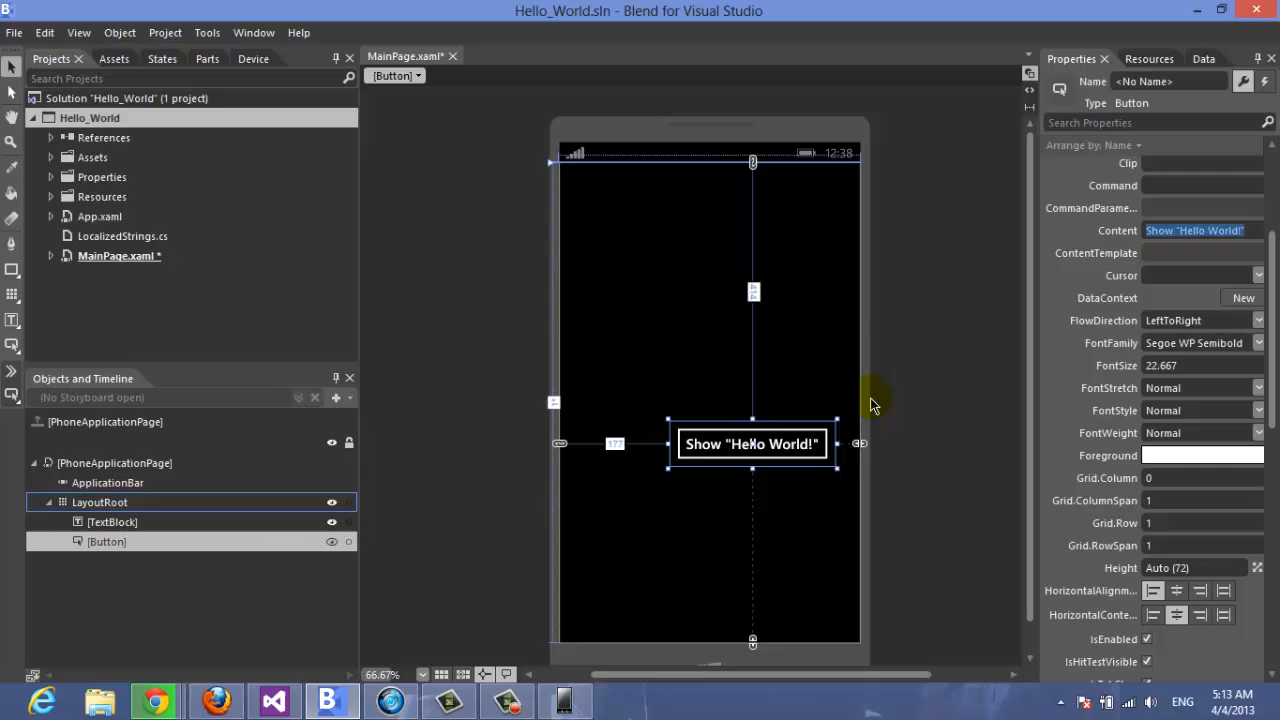 Hello_World.sln - Blend for Visual Studio
File Edit View Object Project Tools Window Help
Projects Assets States Parts Device
Search Projects
Solution "Hello_World" (1 project)
Hello_World
References
Assets
Properties
Resources
App.xaml
LocalizedStrings.cs
MainPage.xaml *
Objects and Timeline
(No Storyboard open)
[PhoneApplicationPage]
[PhoneApplicationPage]
ApplicationBar
LayoutRoot
[TextBlock]
[Button]
MainPage.xaml*
[Button]
12:38
414
1*
177
Show "Hello World!"
66.67%
Properties Resources Data
Name <No Name>
Type Button
Search Properties
Arrange by: Name
Clip
Command
CommandParame...
Content Show "Hello World!"
ContentTemplate
Cursor
DataContext New
FlowDirection LeftToRight
FontFamily Segoe WP Semibold
FontSize 22.667
FontStretch Normal
FontStyle Normal
FontWeight Normal
Foreground
Grid.Column 0
Grid.ColumnSpan 1
Grid.Row 1
Grid.RowSpan 1
Height Auto (72)
HorizontalAlignm...
HorizontalConte...
IsEnabled
IsHitTestVisible
ENG
5:13 AM
4/4/2013